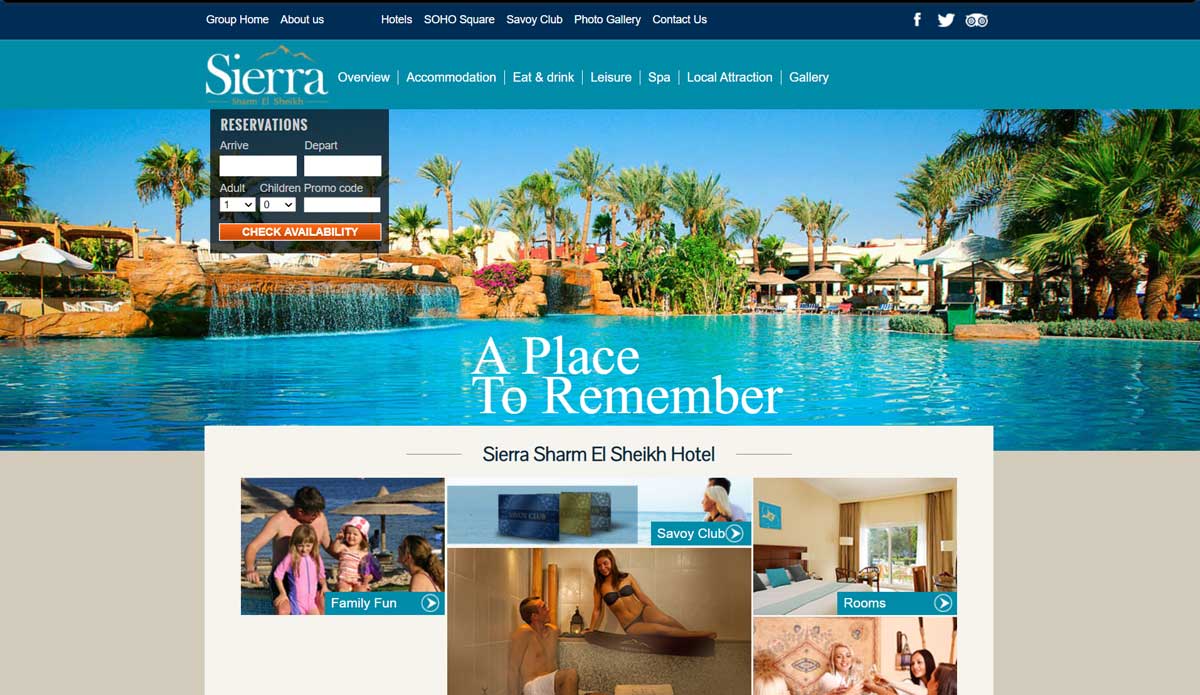 Group Home About us Hotels SOHO Square Savoy Club Photo Gallery Contact Us
Sierra
Sharm El Sheikh
Overview Accommodation Eat & drink Leisure Spa Local Attraction Gallery
RESERVATIONS
Arrive Depart
Adult Children Promo code
1 0
CHECK AVAILABILITY
A Place
To Remember
Sierra Sharm El Sheikh Hotel
SAVOY CLUB
Savoy Club
Family Fun
Rooms